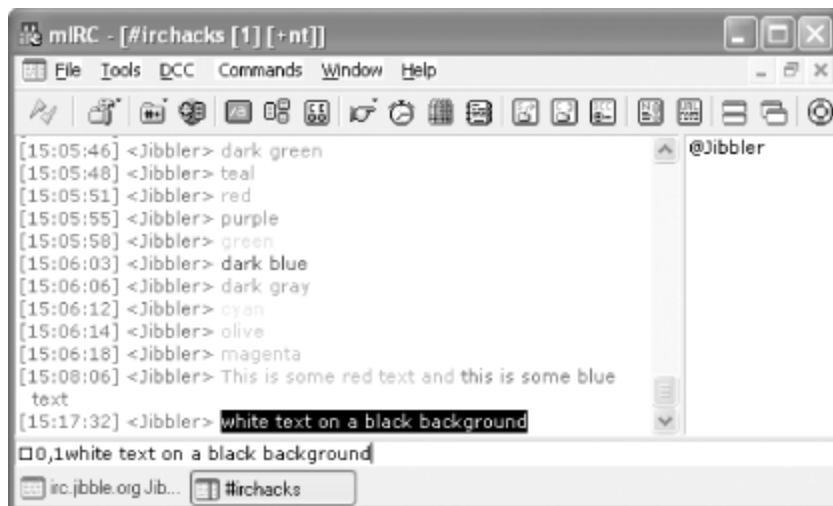 mIRC - [#irchacks [1] [+nt]]
File Tools DCC Commands Window Help
[15:05:46] <Jibbler> dark green
@Jibbler
[15:05:48] <Jibbler> teal
[15:05:51] <Jibbler> red
[15:05:55] <Jibbler> purple
[15:05:58] <Jibbler> green
[15:06:03] <Jibbler> dark blue
[15:06:06] <Jibbler> dark gray
[15:06:12] <Jibbler> cyan
[15:06:14] <Jibbler> olive
[15:06:18] <Jibbler> magenta
[15:08:06] <Jibbler> This is some red text and this is some blue
text
[15:17:32] <Jibbler> white text on a black background
□0,1white text on a black background
irc.jibble.org Jib...
#irchacks